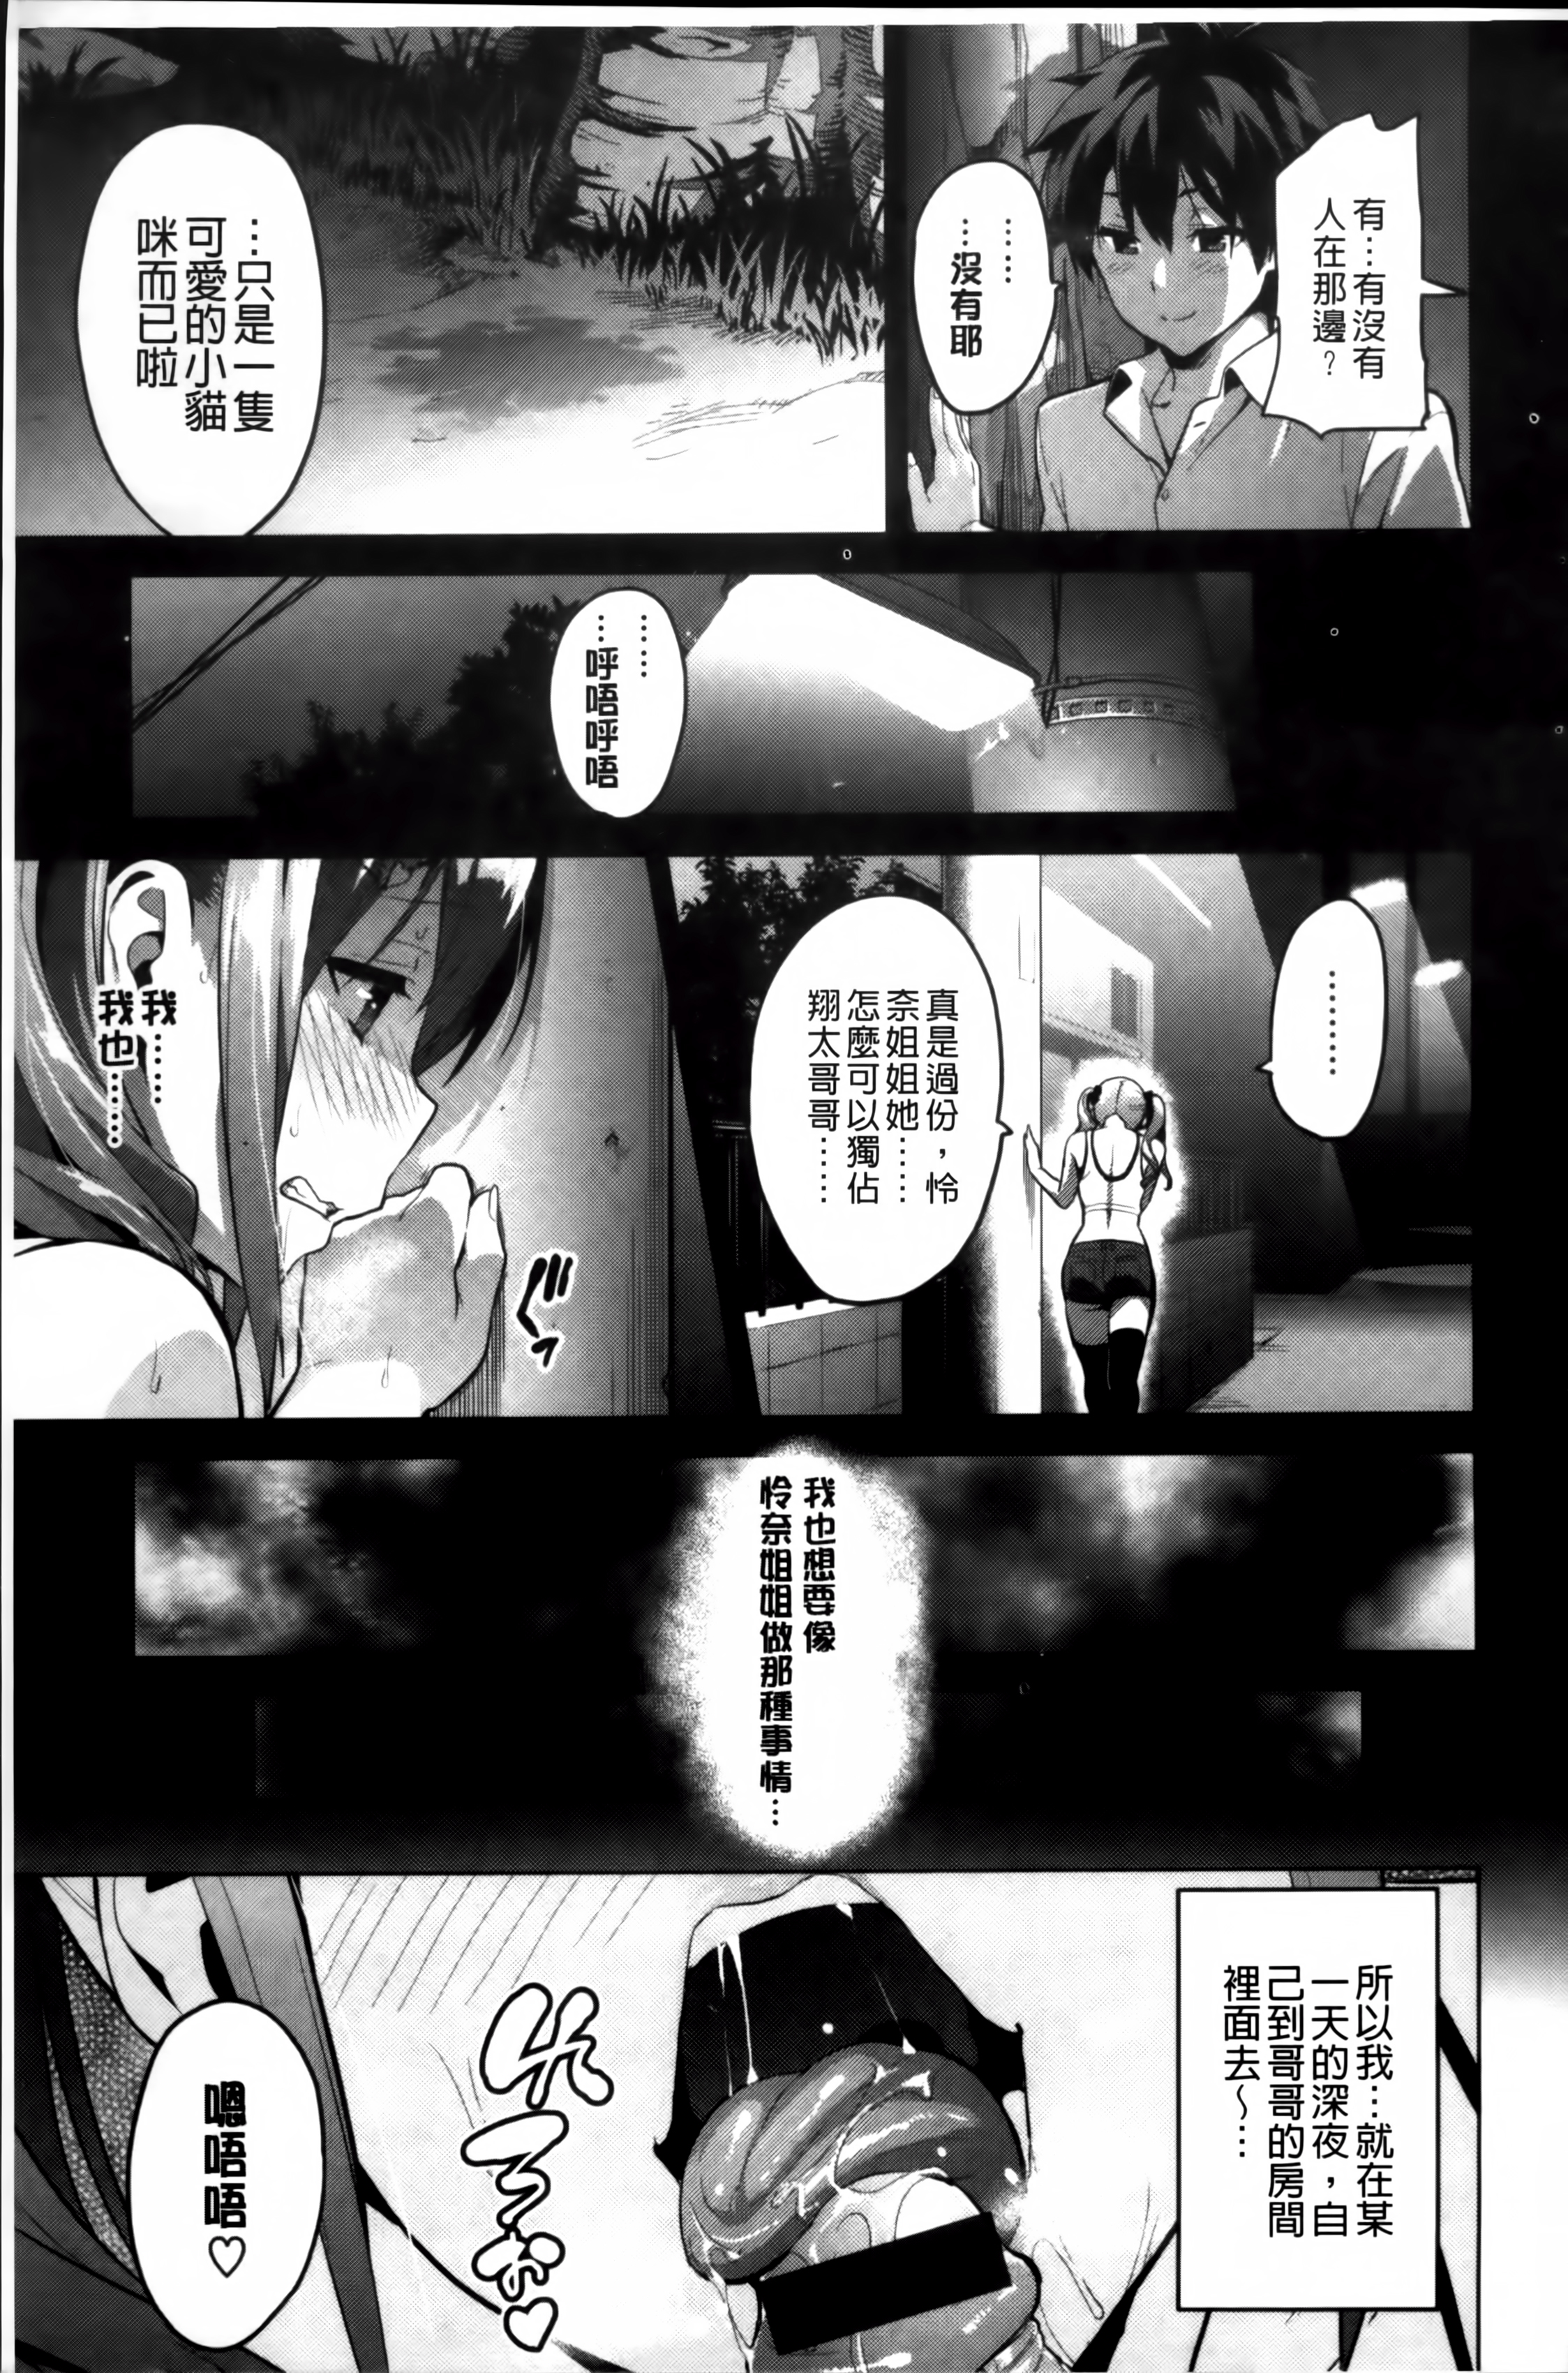 有…有沒有
人在那邊？
……
…沒有耶
…只是一隻
可愛的小貓
咪而已啦
……
…呼唔呼唔
………
真是過份，怜
奈姐姐她……
怎麼可以獨佔
翔太哥哥……
我……
我也……
我也想要像
怜奈姐姐做那種事情…
所以我…就在某
一天的深夜，自
己到哥哥的房間
裡面去～…
嗯唔唔♡